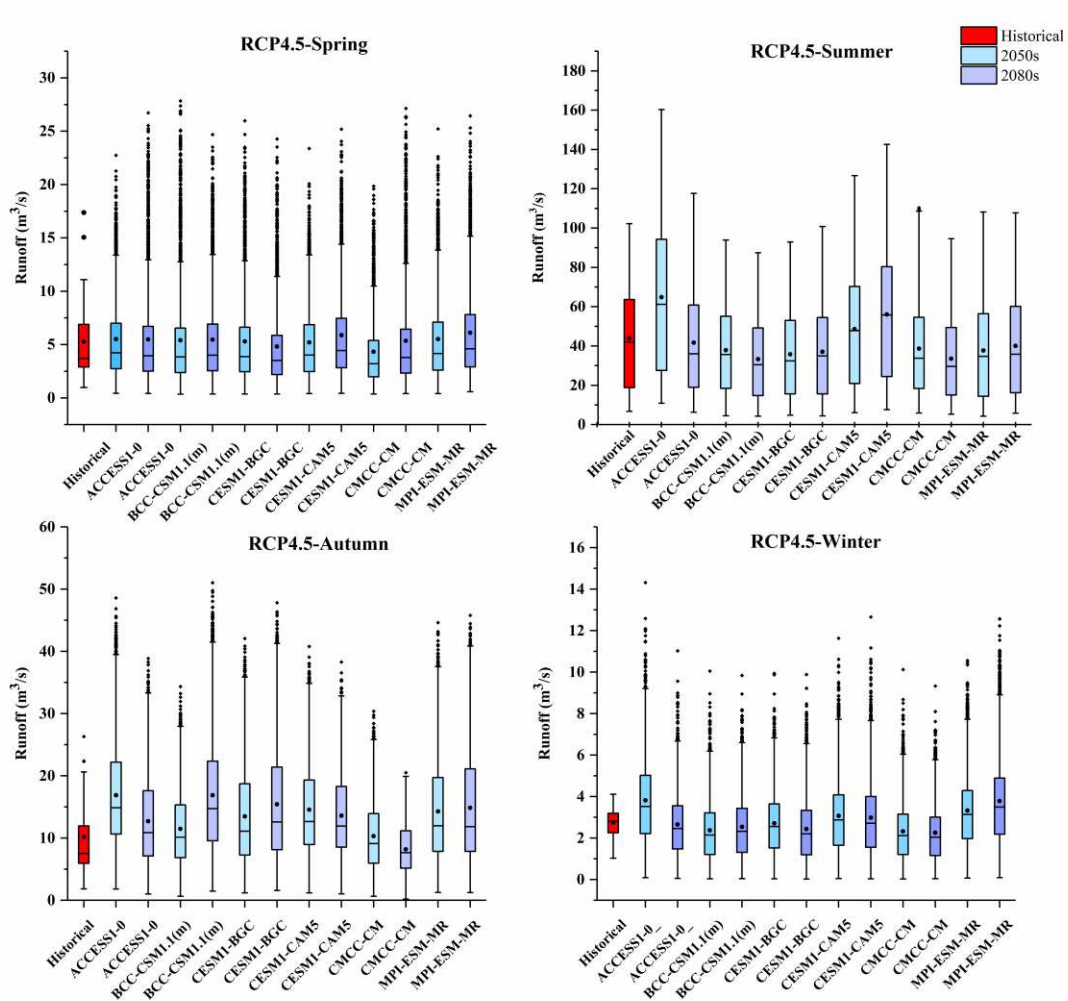 RCP4.5-Spring
30
25
20
15
10
5
0
Runoff (m³/s)
Historical
ACCESS1-0
ACCESS1-0
BCC-CSM1.1(m)
BCC-CSM1.1(m)
CESM1-BGC
CESM1-BGC
CESM1-CAM5
CESM1-CAM5
CMCC-CM
CMCC-CM
MPI-ESM-MR
MPI-ESM-MR
RCP4.5-Summer
Historical
2050s
2080s
180
160
140
120
100
80
60
40
20
0
Runoff (m³/s)
Historical
ACCESS1-0
ACCESS1-0
BCC-CSM1.1(m)
BCC-CSM1.1(m)
CESM1-BGC
CESM1-BGC
CESM1-CAM5
CESM1-CAM5
CMCC-CM
CMCC-CM
MPI-ESM-MR
MPI-ESM-MR
RCP4.5-Autumn
60
50
40
30
20
10
0
Runoff (m³/s)
Historical
ACCESS1-0
ACCESS1-0
BCC-CSM1.1(m)
BCC-CSM1.1(m)
CESM1-BGC
CESM1-BGC
CESM1-CAM5
CESM1-CAM5
CMCC-CM
CMCC-CM
MPI-ESM-MR
MPI-ESM-MR
RCP4.5-Winter
16
14
12
10
8
6
4
2
0
Runoff (m³/s)
Historical
ACCESS1-0_
ACCESS1-0_
BCC-CSM1.1(m)
BCC-CSM1.1(m)
CESM1-BGC
CESM1-BGC
CESM1-CAM5
CESM1-CAM5
CMCC-CM
CMCC-CM
MPI-ESM-MR
MPI-ESM-MR